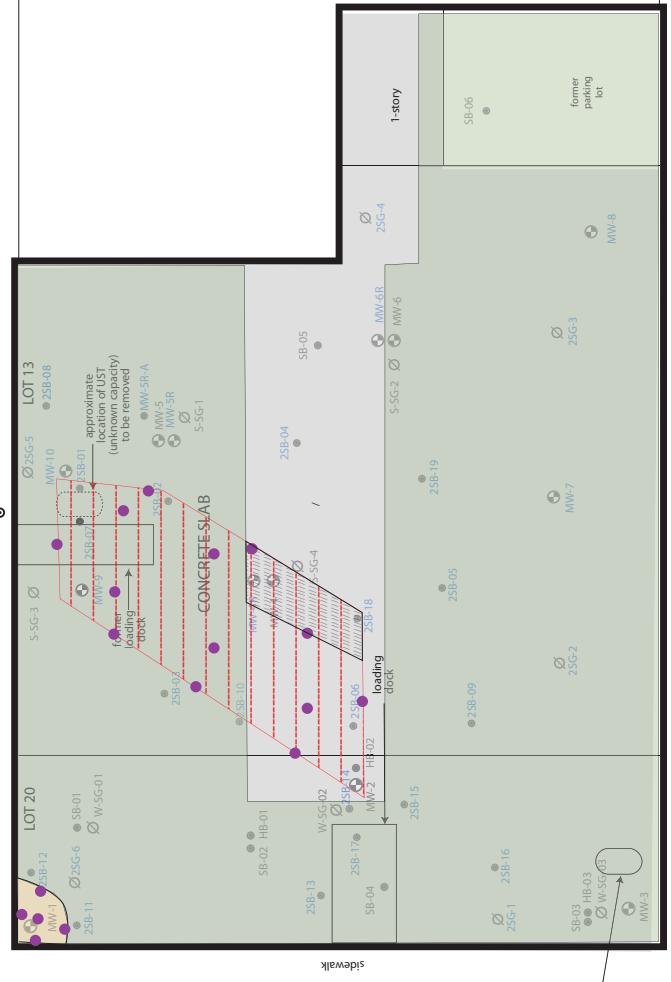 1-story
former
parking
lot
SB-06
2SG-4
MW-8
MW-6R
MW-6
SB-05
2SG-3
S-SG-2
LOT 13
2SB-08
approximate
location of UST
(unknown capacity)
to be removed
MW-5R-A
MW-5
MW-5R
S-SG-1
2SG-5
MW-10
2SB-01
2SB-02
2SB-04
2SB-19
MW-7
2SB-07
CONCRETE SLAB
S-SG-4
S-SG-3
MW-9
former
loading
dock
2SB-18
2SB-05
2SB-03
2SB-10
2SB-06
loading
dock
2SB-09
2SG-2
HB-02
LOT 20
SB-01
W-SG-01
W-SG-02
2SB-14
MW-2
2SB-15
HB-01
SB-02
2SB-12
2SG-6
2SB-17
2SB-16
2SB-13
SB-04
MW-1
2SB-11
2SG-1
HB-03
SB-03
W-SG-03
MW-3
sidewalk